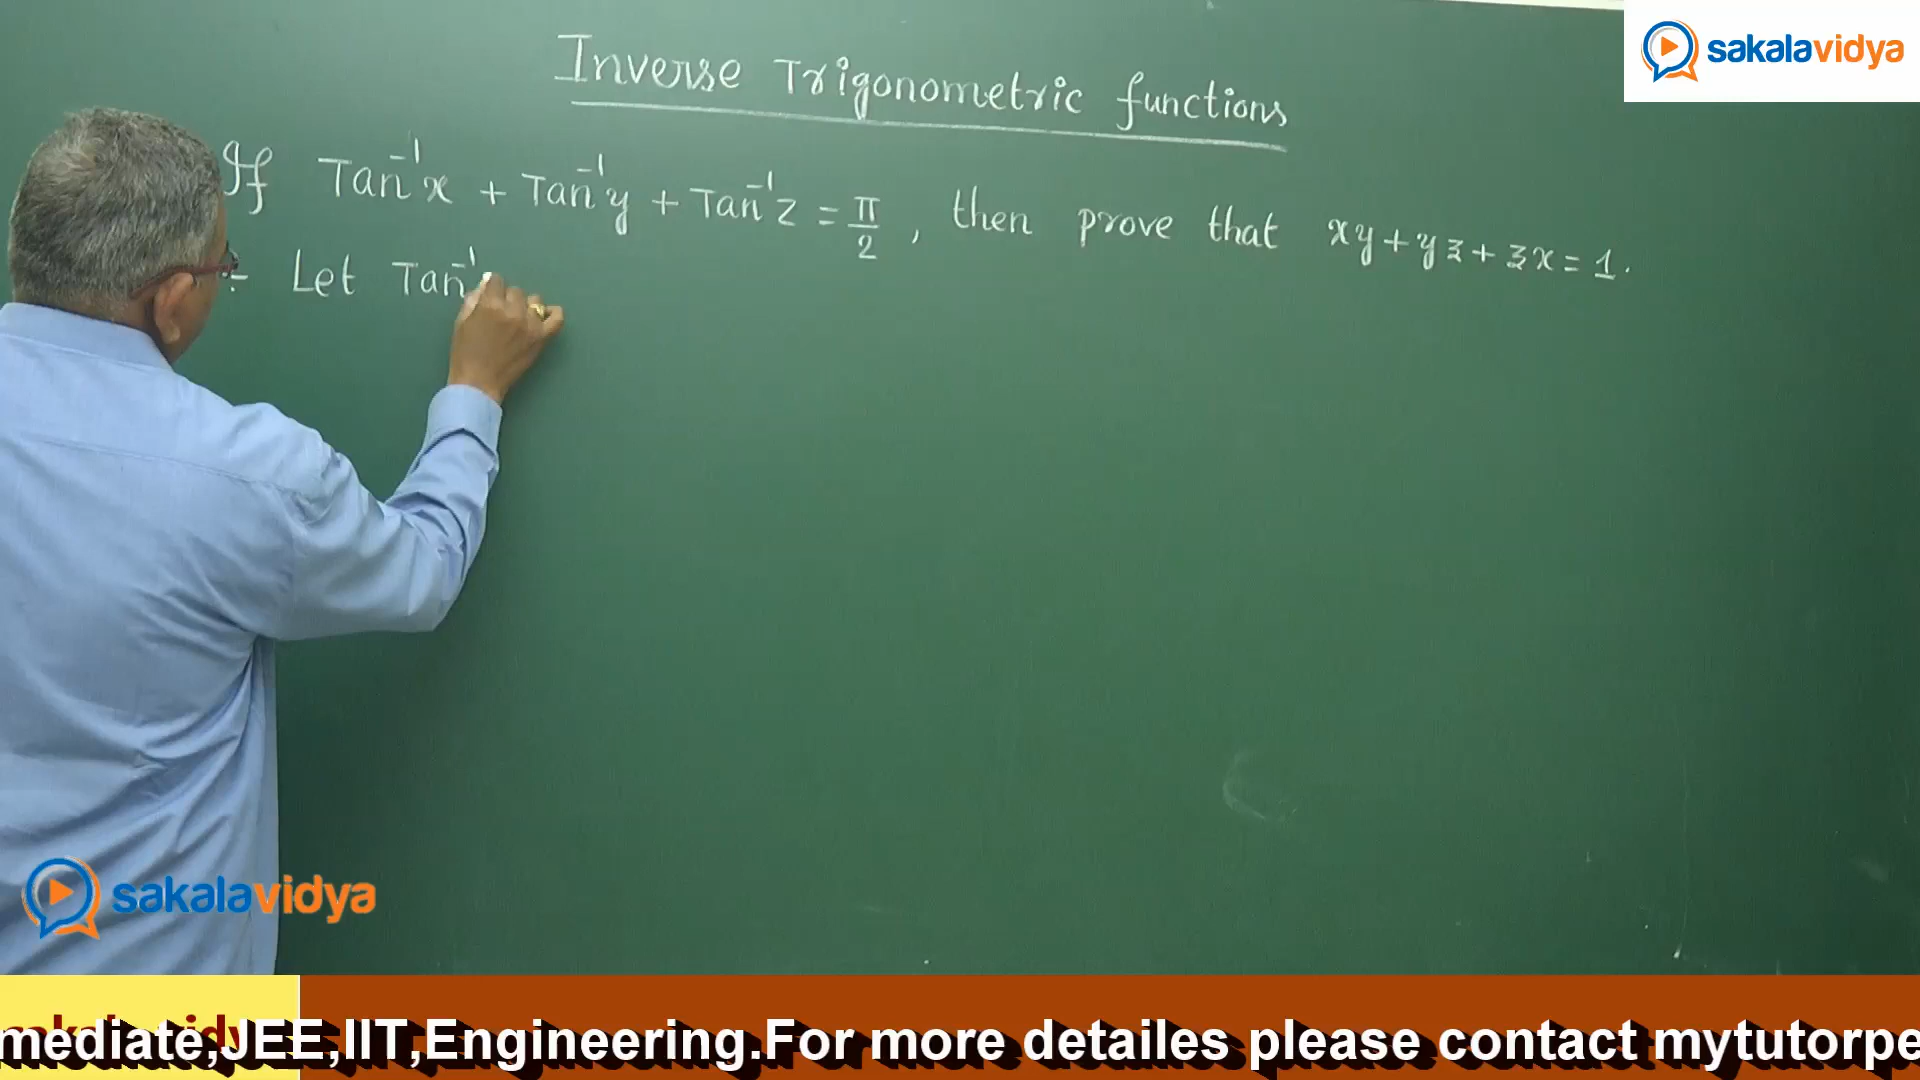 sakalavidya
Inverse Trigonometric functions
If Tan⁻¹x + Tan⁻¹y + Tan⁻¹z = π/2 , then prove that xy + yz + zx = 1.
:- Let Tan⁻¹
sakalavidya
mediate,JEE,IIT,Engineering.For more detailes please contact mytutorpe